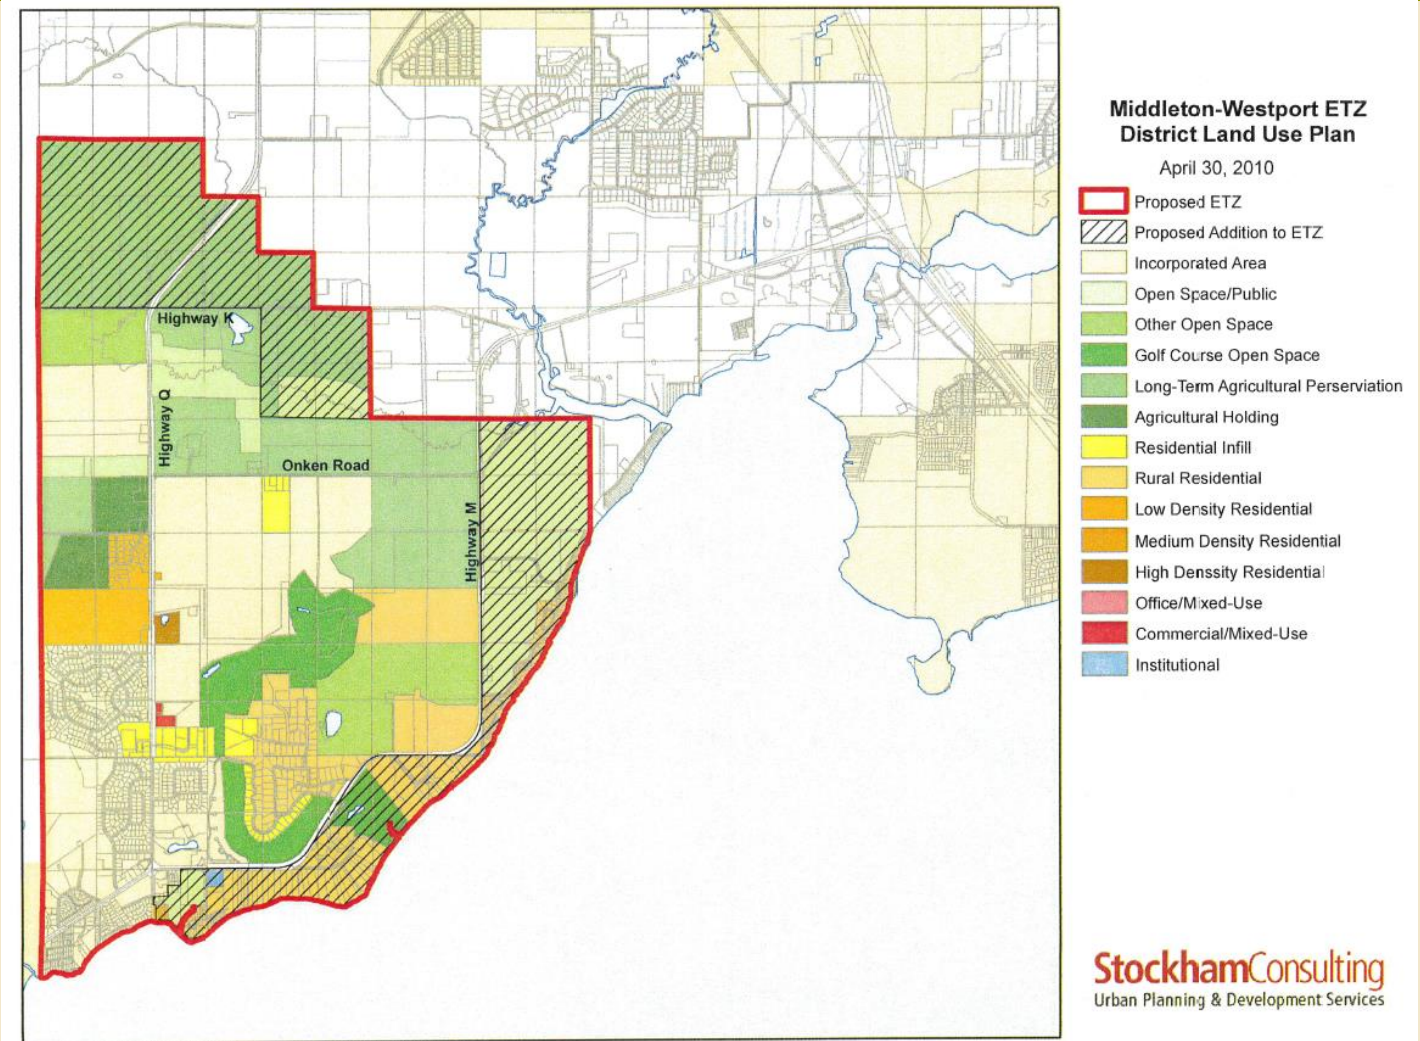 Middleton-Westport ETZ
District Land Use Plan
April 30, 2010
Proposed ETZ
Proposed Addition to ETZ
Incorporated Area
Open Space/Public
Other Open Space
Golf Course Open Space
Long-Term Agricultural Perserviation
Agricultural Holding
Residential Infill
Rural Residential
Low Density Residential
Medium Density Residential
High Denssity Residential
Office/Mixed-Use
Commercial/Mixed-Use
Institutional
Highway K
Highway Q
Onken Road
Highway M
StockhamConsulting
Urban Planning & Development Services